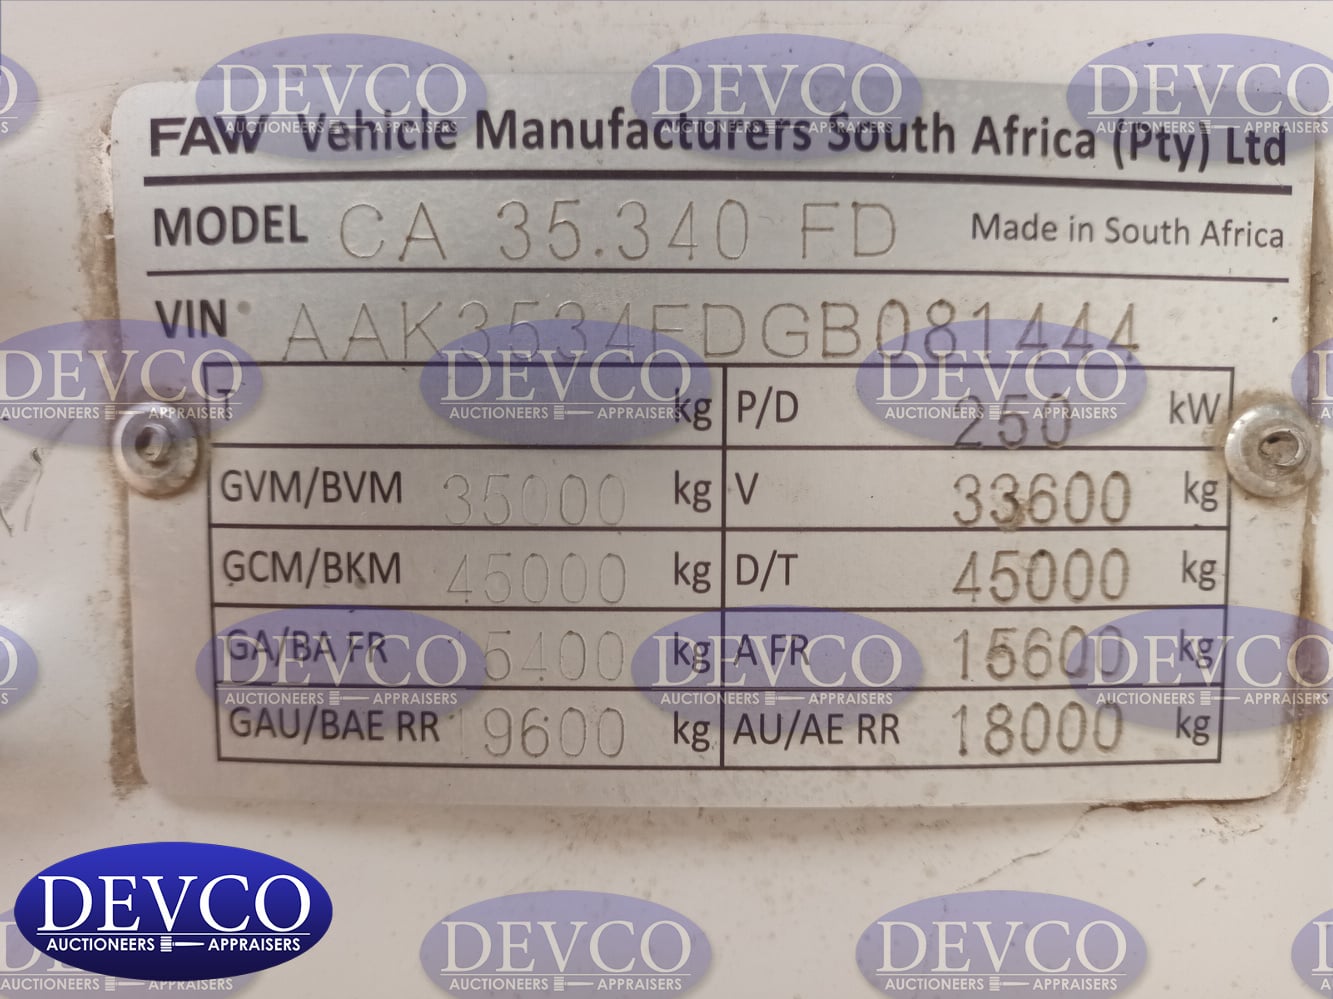 FAW Vehicle Manufacturers South Africa (Pty) Ltd
MODEL CA 35.340 FD Made in South Africa
VIN AAK3534FDGB081444
T kg P/D 250 kW
GVM/BVM 35000 kg V 33600 kg
GCM/BKM 45000 kg D/T 45000 kg
GA/BA FR 15400 kg A FR 15600 kg
GAU/BAE RR 19600 kg AU/AE RR 18000 kg
DEVCO
AUCTIONEERS APPRAISERS